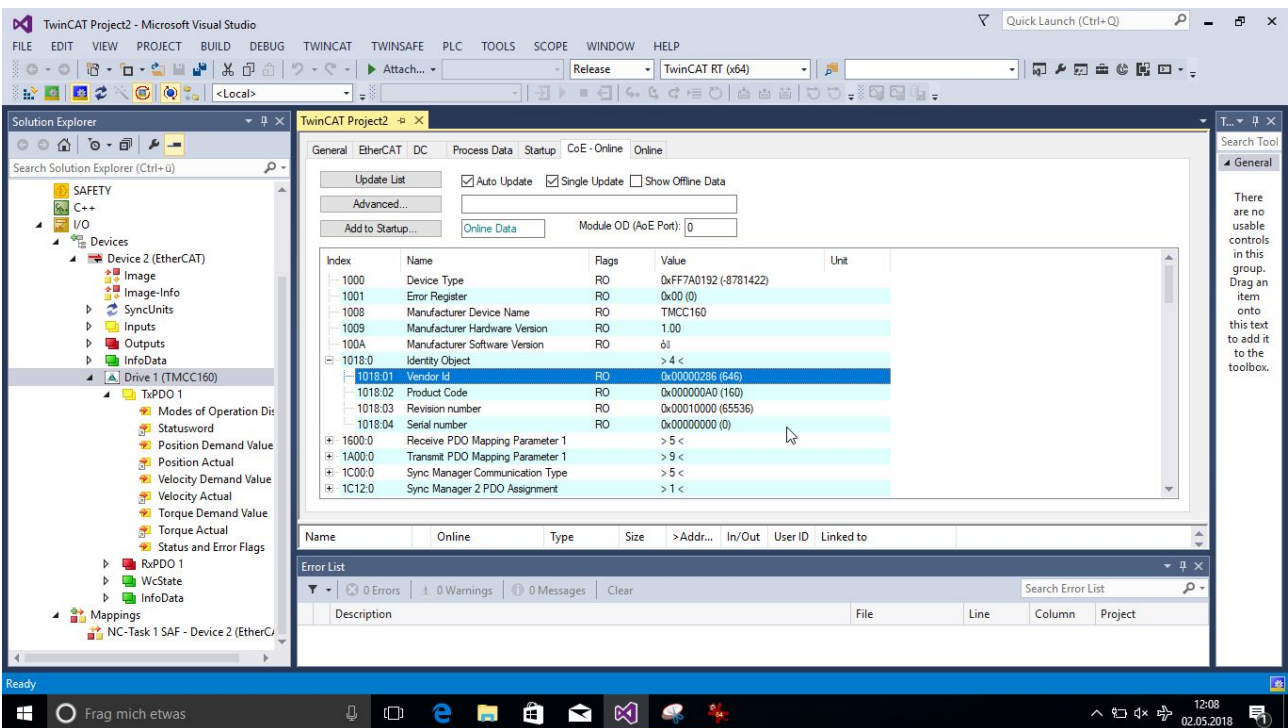 TwinCAT Project2 - Microsoft Visual Studio
Quick Launch (Ctrl+Q)
FILE EDIT VIEW PROJECT BUILD DEBUG TWINCAT TWINSAFE PLC TOOLS SCOPE WINDOW HELP
Attach... Release TwinCAT RT (x64)
<Local>
Solution Explorer
Search Solution Explorer (Ctrl+ü)
SAFETY
C++
I/O
Devices
Device 2 (EtherCAT)
Image
Image-Info
SyncUnits
Inputs
Outputs
InfoData
Drive 1 (TMCC160)
TxPDO 1
Modes of Operation Dis
Statusword
Position Demand Value
Position Actual
Velocity Demand Value
Velocity Actual
Torque Demand Value
Torque Actual
Status and Error Flags
RxPDO 1
WcState
InfoData
Mappings
NC-Task 1 SAF - Device 2 (EtherCA
TwinCAT Project2
General EtherCAT DC Process Data Startup CoE - Online Online
Update List Auto Update Single Update Show Offline Data
Advanced...
Add to Startup... Online Data Module OD (AoE Port): 0
Index Name Flags Value Unit
1000 Device Type RO 0xFF7A0192 (-8781422)
1001 Error Register RO 0x00 (0)
1008 Manufacturer Device Name RO TMCC160
1009 Manufacturer Hardware Version RO 1.00
100A Manufacturer Software Version RO
1018:0 Identity Object > 4 <
1018:01 Vendor Id RO 0x00000286 (646)
1018:02 Product Code RO 0x000000A0 (160)
1018:03 Revision number RO 0x00010000 (65536)
1018:04 Serial number RO 0x00000000 (0)
1600:0 Receive PDO Mapping Parameter 1 > 5 <
1A00:0 Transmit PDO Mapping Parameter 1 > 9 <
1C00:0 Sync Manager Communication Type > 5 <
1C12:0 Sync Manager 2 PDO Assignment > 1 <
Name Online Type Size >Addr... In/Out User ID Linked to
Error List
0 Errors 0 Warnings 0 Messages Clear
Search Error List
Description File Line Column Project
T...
Search Tool
General
There
are no
usable
controls
in this
group.
Drag an
item
onto
this text
to add it
to the
toolbox.
Ready
Frag mich etwas
12:08
02.05.2018